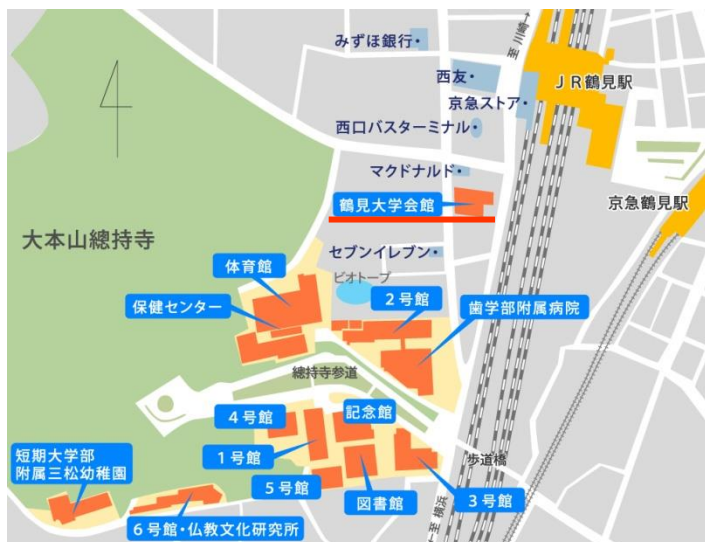 みずほ銀行・
至 川崎→
西友・
JR鶴見駅
京急ストア・
西口バスターミナル・
マクドナルド・
鶴見大学会館
京急鶴見駅
大本山總持寺
セブンイレブン・
体育館
ビオトープ
保健センター
2号館
歯学部附属病院
總持寺参道
4号館
記念館
1号館
歩道橋
短期大学部
附属三松幼稚園
5号館
図書館
3号館
6号館・仏教文化研究所
←至 横浜